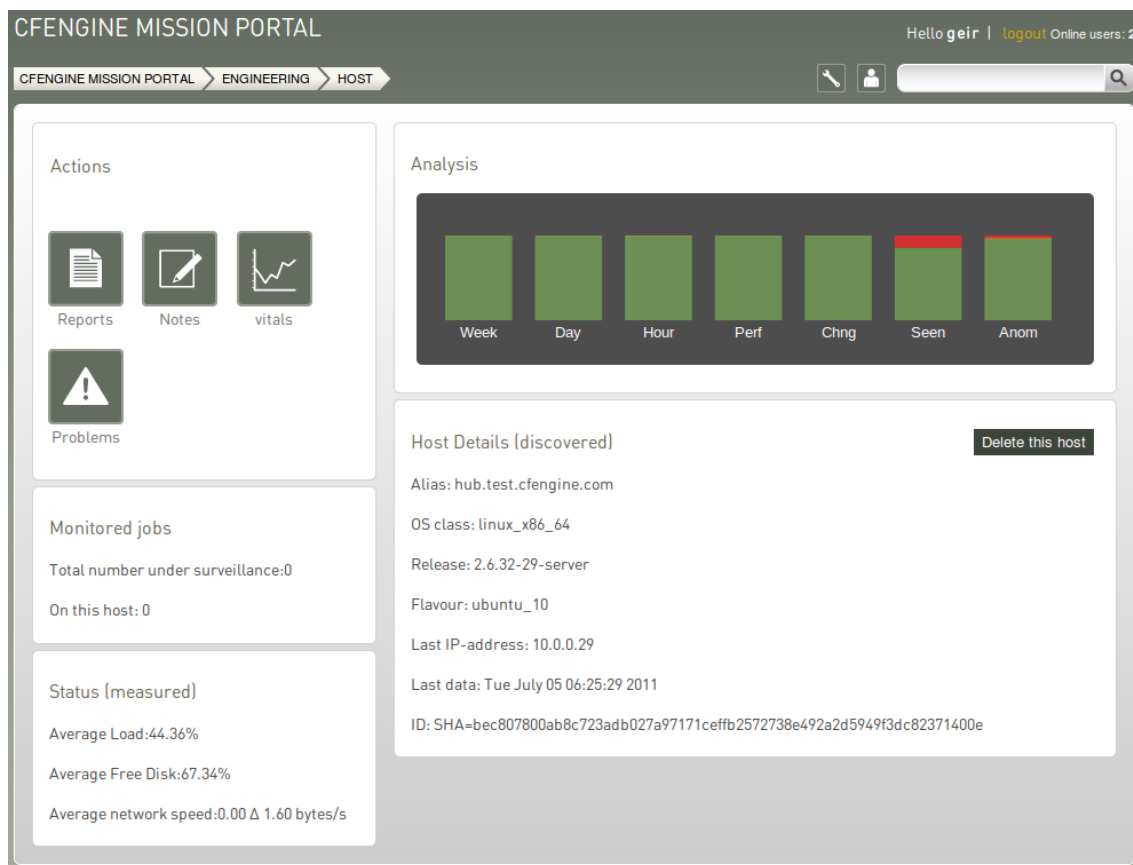 CFENGINE MISSION PORTAL
Hello geir | logout Online users: 2
CFENGINE MISSION PORTAL
ENGINEERING
HOST
Actions
Reports
Notes
vitals
Problems
Monitored jobs
Total number under surveillance:0
On this host: 0
Status (measured)
Average Load:44.36%
Average Free Disk:67.34%
Average network speed:0.00 Δ 1.60 bytes/s
Analysis
Week
Day
Hour
Perf
Chng
Seen
Anom
Host Details (discovered)
Delete this host
Alias: hub.test.cfengine.com
OS class: linux_x86_64
Release: 2.6.32-29-server
Flavour: ubuntu_10
Last IP-address: 10.0.0.29
Last data: Tue July 05 06:25:29 2011
ID: SHA=bec807800ab8c723adb027a97171ceffb2572738e492a2d5949f3dc82371400e